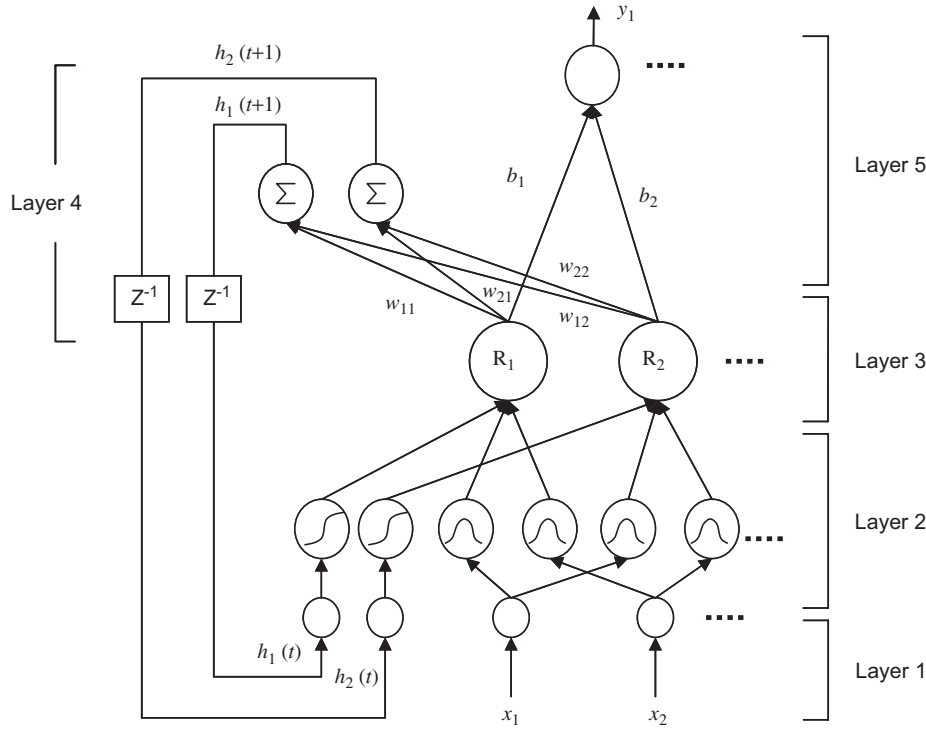 y₁
h₂ (t+1)
h₁ (t+1)
Layer 5
b₁
b₂
Layer 4
Σ
Σ
w₂₂
Z⁻¹
Z⁻¹
w₁₁
w₂₁
w₁₂
R₁
R₂
Layer 3
Layer 2
h₁ (t)
h₂ (t)
Layer 1
x₁
x₂